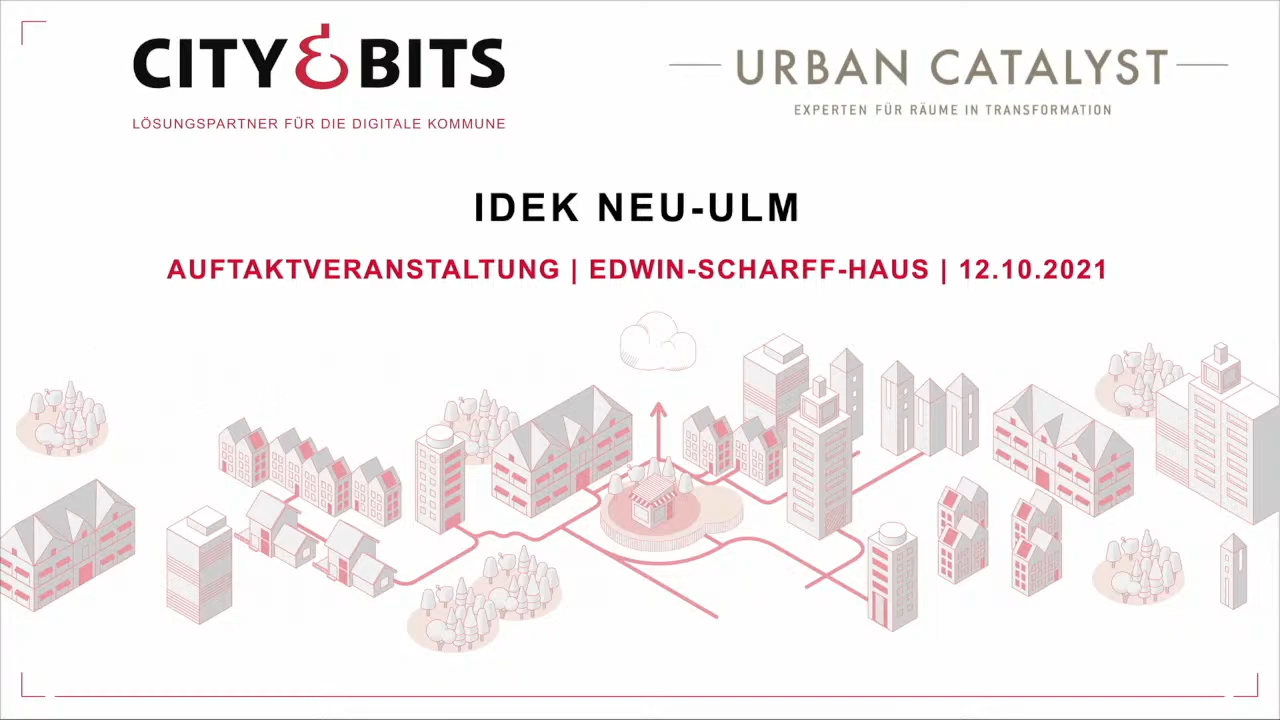 CITY & BITS
LÖSUNGSPARTNER FÜR DIE DIGITALE KOMMUNE
URBAN CATALYST
EXPERTEN FÜR RÄUME IN TRANSFORMATION
IDEK NEU-ULM
AUFTAKTVERANSTALTUNG | EDWIN-SCHARFF-HAUS | 12.10.2021